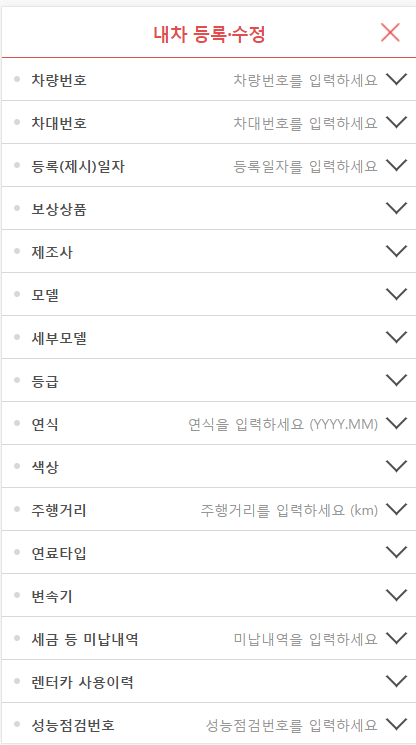 내차 등록·수정
차량번호 차량번호를 입력하세요
차대번호 차대번호를 입력하세요
등록(제시)일자 등록일자를 입력하세요
보상상품
제조사
모델
세부모델
등급
연식 연식을 입력하세요 (YYYY.MM)
색상
주행거리 주행거리를 입력하세요 (km)
연료타입
변속기
세금 등 미납내역 미납내역을 입력하세요
렌터카 사용이력
성능점검번호 성능점검번호를 입력하세요